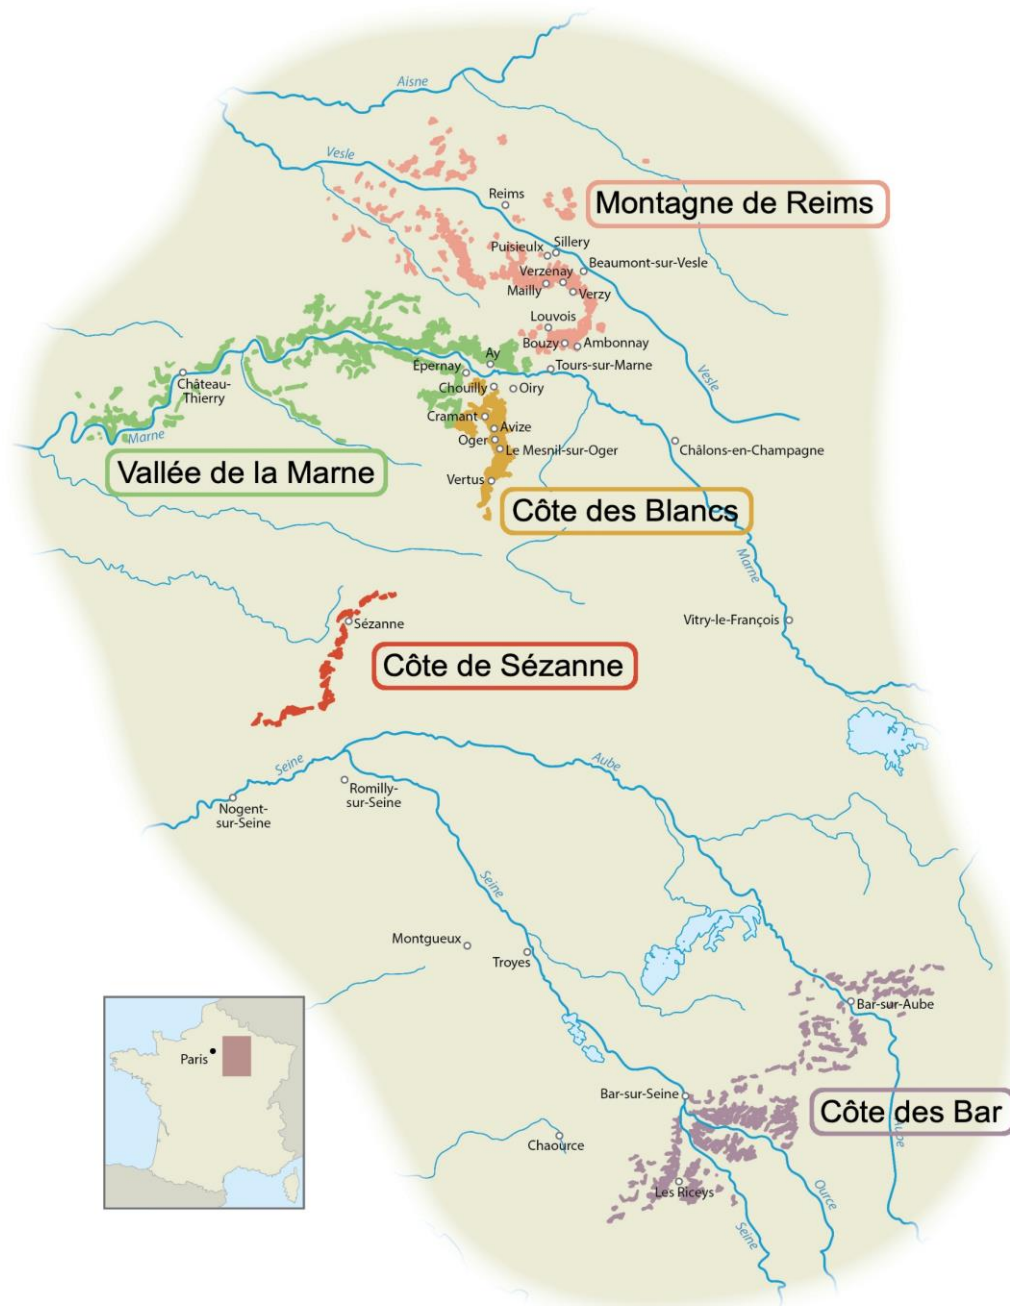 Aisne
Vesle
Reims
Montagne de Reims
Puisieulx
Sillery
Beaumont-sur-Vesle
Verzenay
Mailly
Verzy
Louvois
Bouzy
Ambonnay
Ay
Tours-sur-Marne
Épernay
Château-
Thierry
Chouilly
Oiry
Vesle
Cramant
Avize
Marne
Oger
Le Mesnil-sur-Oger
Châlons-en-Champagne
Vallée de la Marne
Vertus
Côte des Blancs
Marne
Sézanne
Vitry-le-François
Côte de Sézanne
Seine
Aube
Romilly-
sur-Seine
Nogent-
sur-Seine
Seine
Montgueux
Troyes
Bar-sur-Aube
Paris
Bar-sur-Seine
Côte des Bar
Aube
Chaource
Les Riceys
Ource
Seine